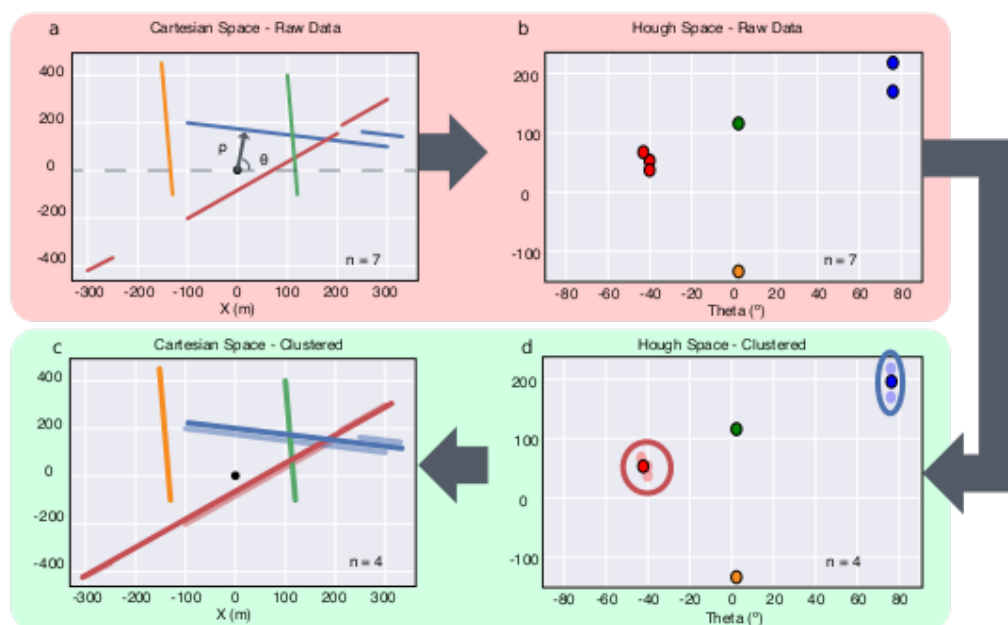 a Cartesian Space - Raw Data
400
200
0
-200
-400
ρ
θ
n = 7
-300 -200 -100 0 100 200 300
X (m)
b Hough Space - Raw Data
200
100
0
-100
n = 7
-80 -60 -40 -20 0 20 40 60 80
Theta (º)
c Cartesian Space - Clustered
400
200
0
-200
-400
n = 4
-300 -200 -100 0 100 200 300
X (m)
d Hough Space - Clustered
200
100
0
-100
n = 4
-80 -60 -40 -20 0 20 40 60 80
Theta (º)